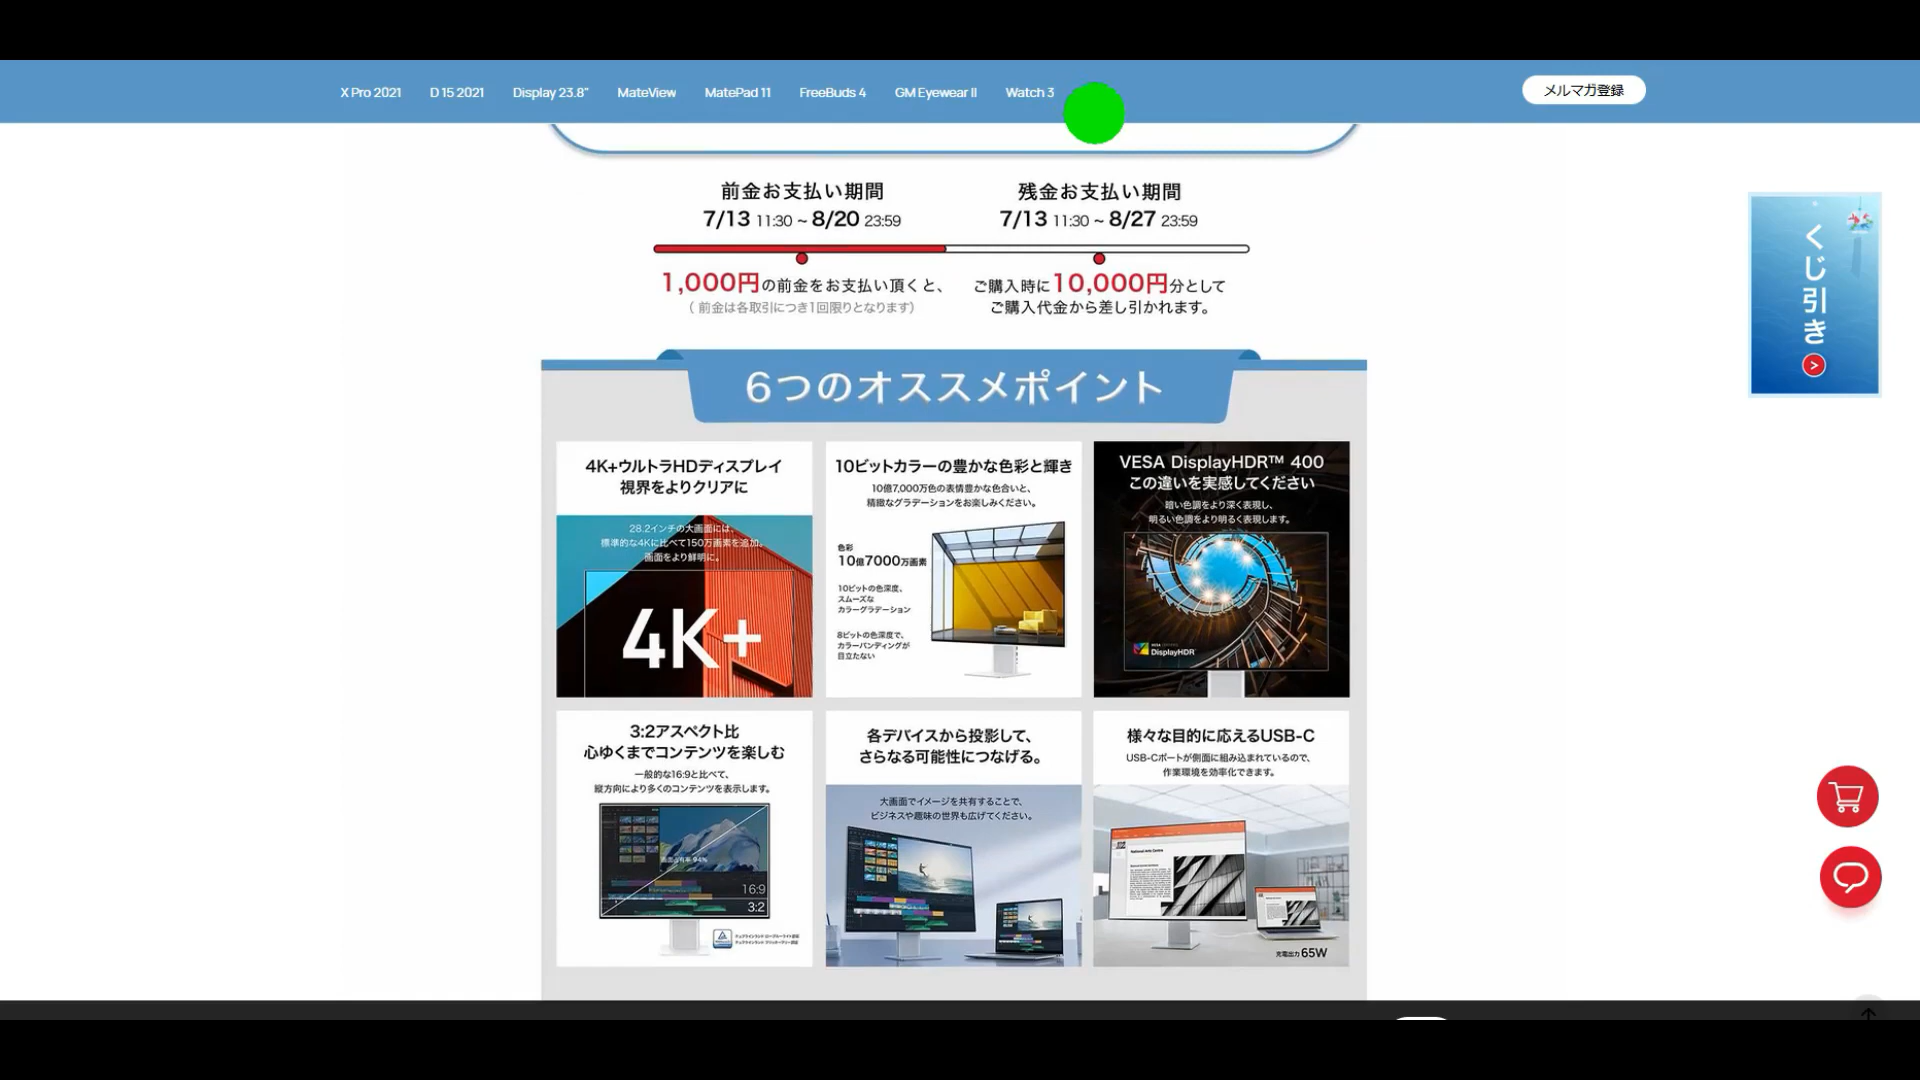 X Pro 2021 D 15 2021 Display 23.8" MateView MatePad 11 FreeBuds 4 GM Eyewear II Watch 3
メルマガ登録
前金お支払い期間
7/13 11:30 ~ 8/20 23:59
残金お支払い期間
7/13 11:30 ~ 8/27 23:59
1,000円の前金をお支払い頂くと、
( 前金は各取引につき1回限りとなります)
ご購入時に10,000円分として
ご購入代金から差し引かれます。
くじ引き
6つのオススメポイント
4K+ウルトラHDディスプレイ
視界をよりクリアに
28.2インチの大画面には、
標準的な4Kに比べて150万画素を追加。
画面をより鮮明に。
4K+
10ビットカラーの豊かな色彩と輝き
10億7,000万色の表情豊かな色合いと、
精緻なグラデーションをお楽しみください。
色彩
10億7000万画素
10ビットの色深度、
スムーズな
カラーグラデーション
8ビットの色深度で、
カラーバンディングが
目立たない
VESA DisplayHDR™ 400
この違いを実感してください
暗い色調をより深く表現し、
明るい色調をより明るく表現します。
DisplayHDR
3:2アスペクト比
心ゆくまでコンテンツを楽しむ
一般的な16:9と比べて、
縦方向により多くのコンテンツを表示します。
画面占有率 94%
16:9
3:2
各デバイスから投影して、
さらなる可能性につなげる。
大画面でイメージを共有することで、
ビジネスや趣味の世界も広げてください。
様々な目的に応えるUSB-C
USB-Cポートが側面に組み込まれているので、
作業環境を効率化できます。
充電出力 65W